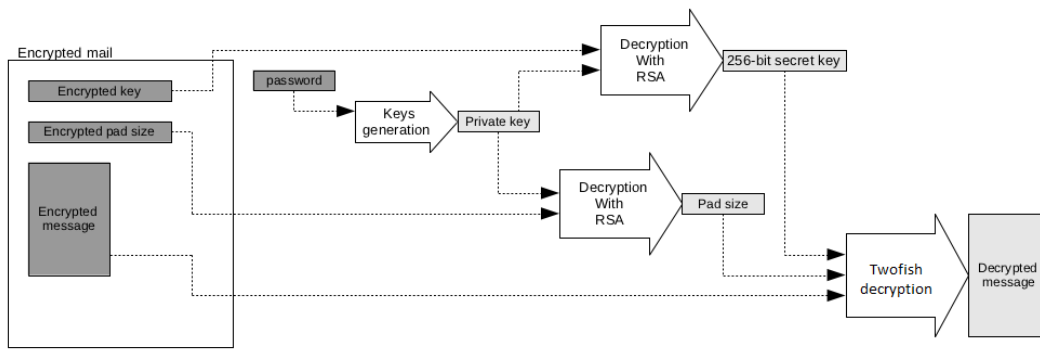 Encrypted mail
Encrypted key
Encrypted pad size
Encrypted
message
password
Keys
generation
Private key
Decryption
With
RSA
256-bit secret key
Decryption
With
RSA
Pad size
Twofish
decryption
Decrypted
message